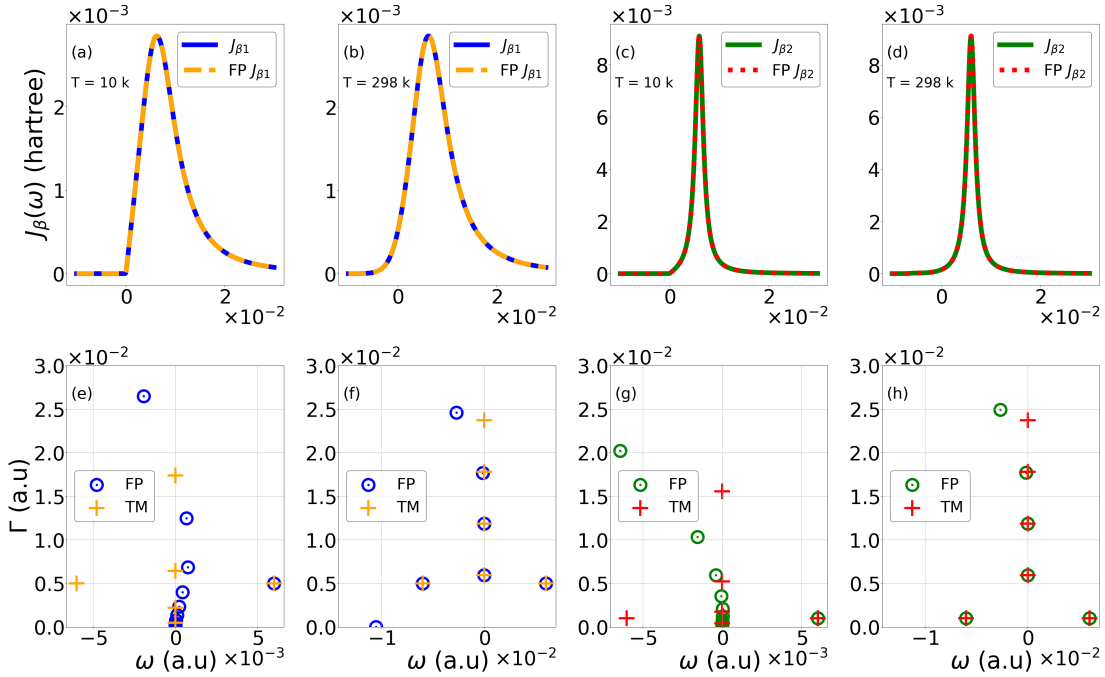 ×10⁻³ ×10⁻³ ×10⁻³ ×10⁻³
J_β(ω) (hartree)
(a) J_β1
FP J_β1
T = 10 k
2
1
0
0 2
×10⁻²
(b) J_β1
FP J_β1
T = 298 k
2
1
0
0 2
×10⁻²
(c) J_β2
FP J_β2
T = 10 k
8
6
4
2
0
0 2
×10⁻²
(d) J_β2
FP J_β2
T = 298 k
8
6
4
2
0
0 2
×10⁻²
×10⁻²
Γ (a.u)
(e)
3.0
2.5
2.0
1.5
1.0
0.5
0.0
FP
TM
−5 0 5
ω (a.u) ×10⁻³
×10⁻²
(f)
3.0
2.5
2.0
1.5
1.0
0.5
0.0
FP
TM
−1 0
ω (a.u) ×10⁻²
×10⁻²
(g)
3.0
2.5
2.0
1.5
1.0
0.5
0.0
FP
TM
−5 0 5
ω (a.u) ×10⁻³
×10⁻²
(h)
3.0
2.5
2.0
1.5
1.0
0.5
0.0
FP
TM
−1 0
ω (a.u) ×10⁻²